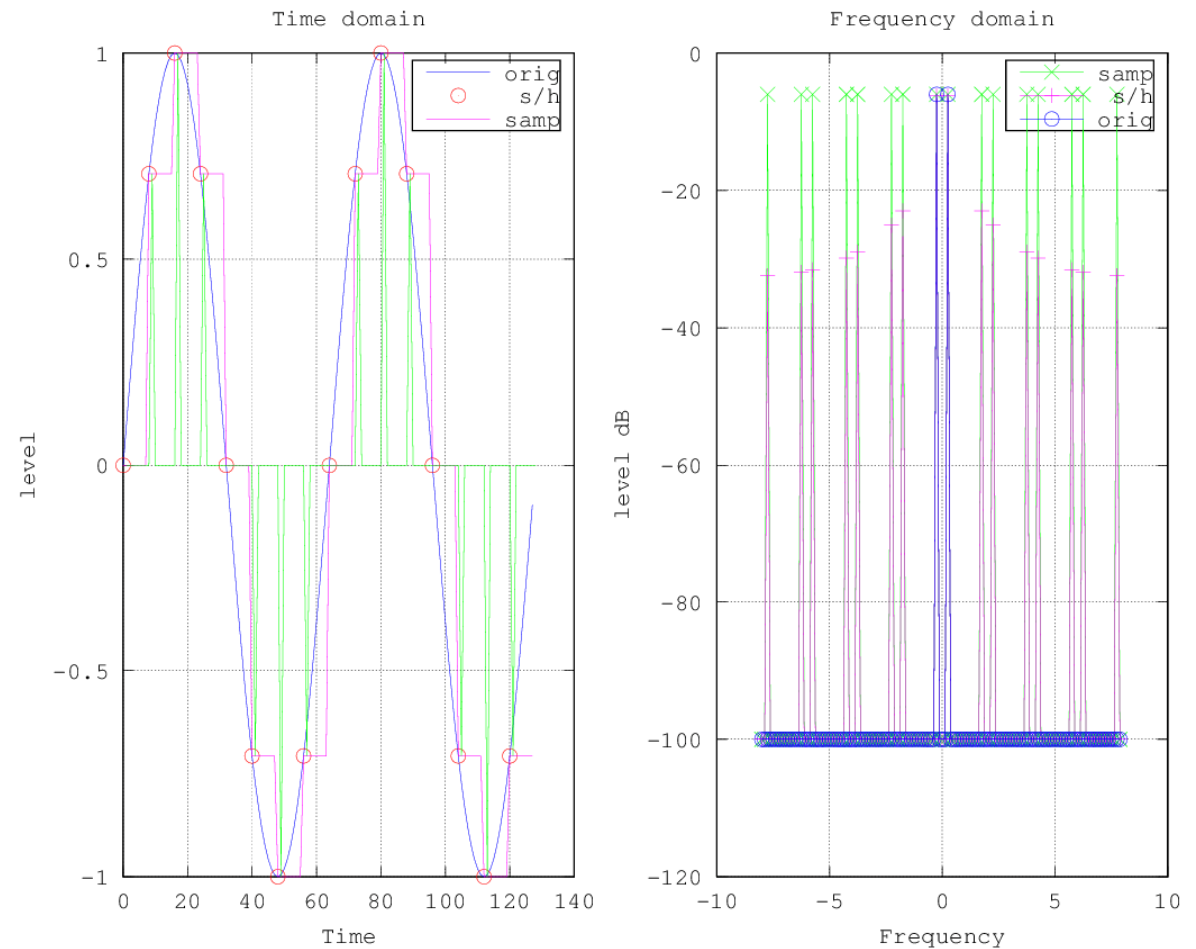 Time domain
1
0.5
0
-0.5
-1
level
0 20 40 60 80 100 120 140
Time
orig
s/h
samp
Frequency domain
0
-20
-40
-60
-80
-100
-120
level dB
-10 -5 0 5 10
Frequency
samp
s/h
orig